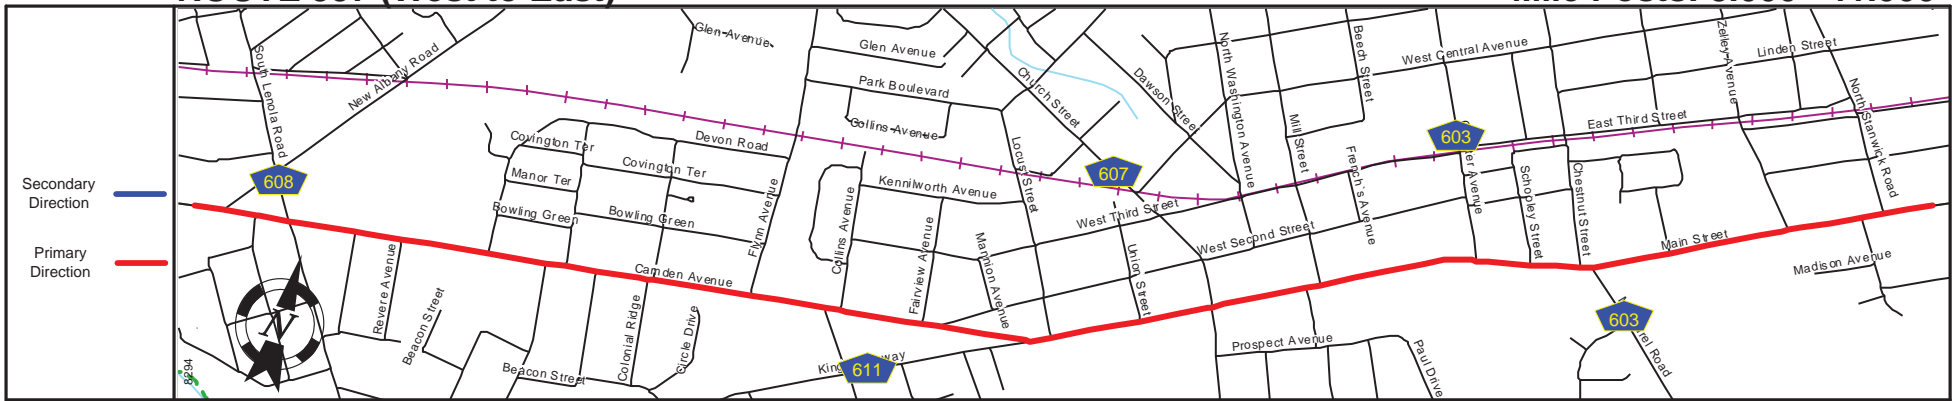 Secondary
Direction
Primary
Direction
South Lenola Road
New Albany Road
608
Glen Avenue
Glen Avenue
Park Boulevard
Collins Avenue
Devon Road
Covington Ter
Covington Ter
Manor Ter
Bowling Green
Bowling Green
Flynn Avenue
Kennilworth Avenue
Collins Avenue
Fairview Avenue
Mannion Avenue
Locust Street
Church Street
Dawson Street
607
West Third Street
West Second Street
Union Street
North Washington Avenue
Mill Street
Beech Street
French's Avenue
West Central Avenue
603
Schooley Street
Chestnut Street
East Third Street
Zelley Avenue
Linden Street
North Stanwick Road
Main Street
Madison Avenue
Camden Avenue
Revere Avenue
Beacon Street
Beacon Street
Colonial Ridge
Circle Drive
611
Prospect Avenue
Paul Drive
603
N
8294